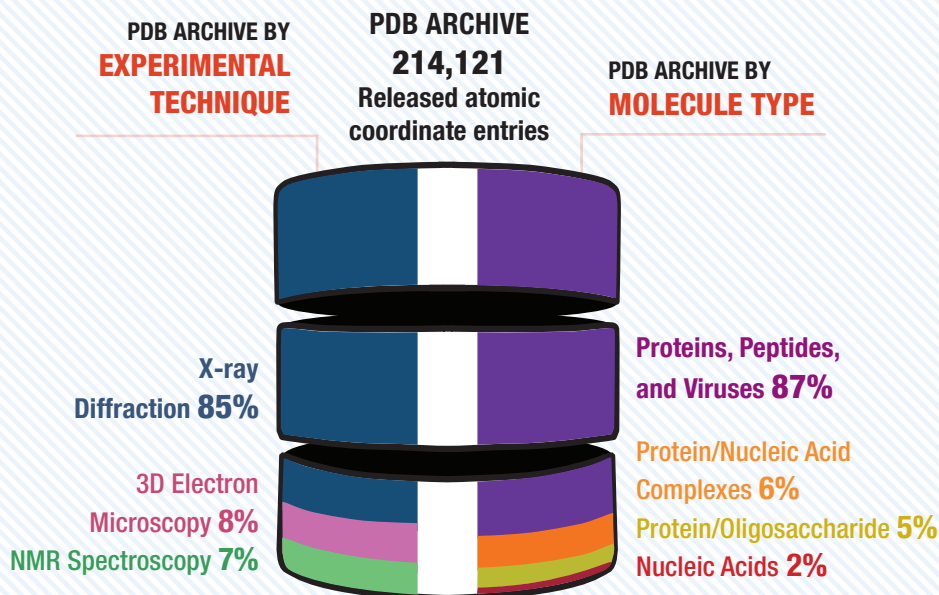 PDB ARCHIVE BY
EXPERIMENTAL
TECHNIQUE
PDB ARCHIVE
214,121
Released atomic
coordinate entries
PDB ARCHIVE BY
MOLECULE TYPE
X-ray
Diffraction 85%
3D Electron
Microscopy 8%
NMR Spectroscopy 7%
Proteins, Peptides,
and Viruses 87%
Protein/Nucleic Acid
Complexes 6%
Protein/Oligosaccharide 5%
Nucleic Acids 2%